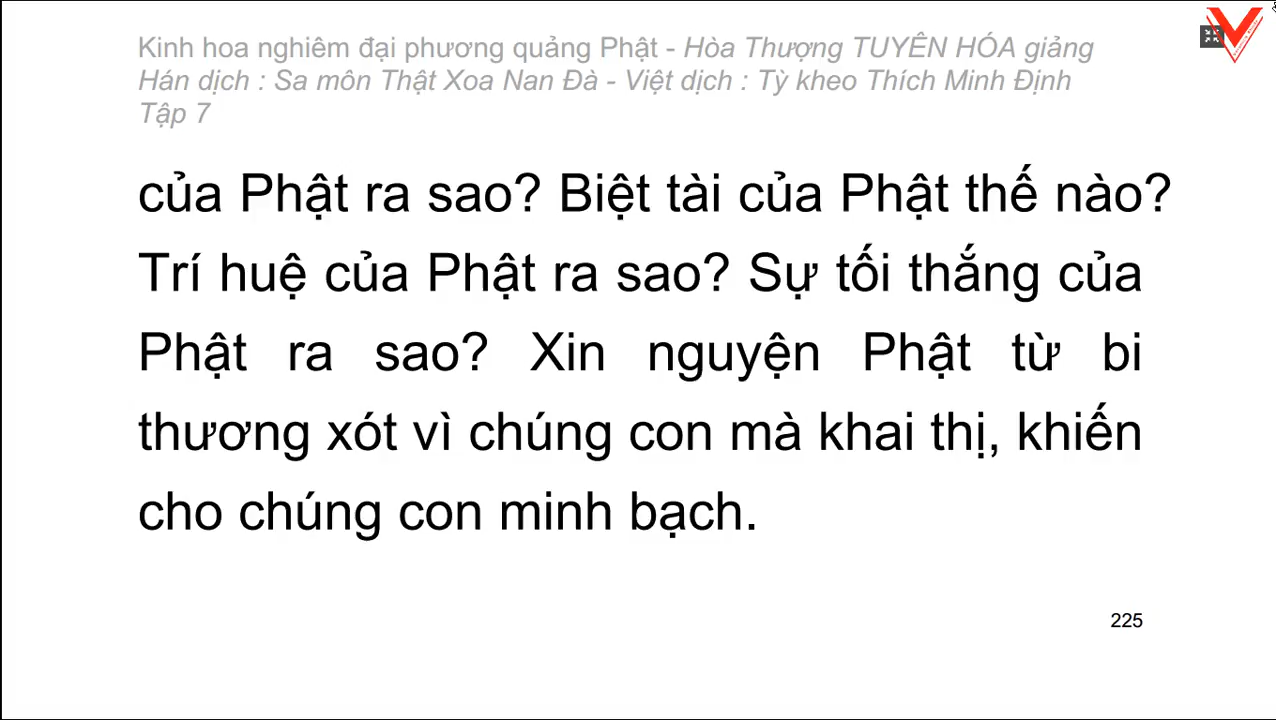 Kinh hoa nghiêm đại phương quảng Phật - Hòa Thượng TUYÊN HÓA giảng
Hán dịch : Sa môn Thật Xoa Nan Đà - Việt dịch : Tỳ kheo Thích Minh Định
Tập 7
của Phật ra sao? Biệt tài của Phật thế nào?
Trí huệ của Phật ra sao? Sự tối thắng của
Phật ra sao? Xin nguyện Phật từ bi
thương xót vì chúng con mà khai thị, khiến
cho chúng con minh bạch.
225